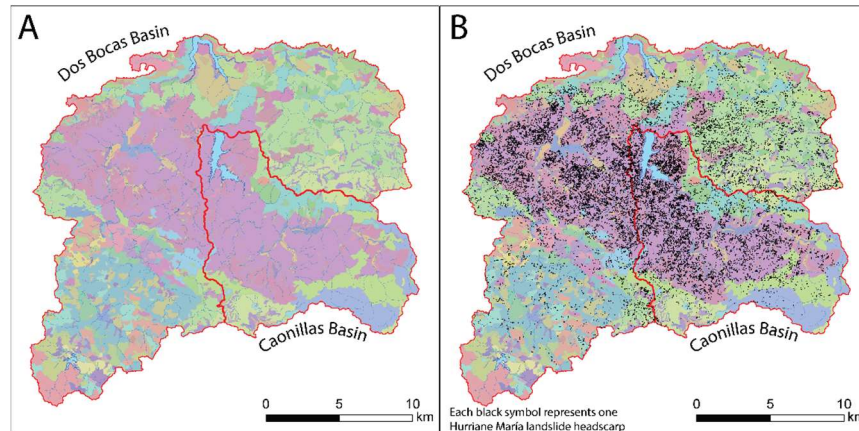 A
Dos Bocas Basin
Caonillas Basin
0 5 10
km
B
Dos Bocas Basin
Caonillas Basin
Each black symbol represents one
Hurriane María landslide headscarp
0 5 10
km